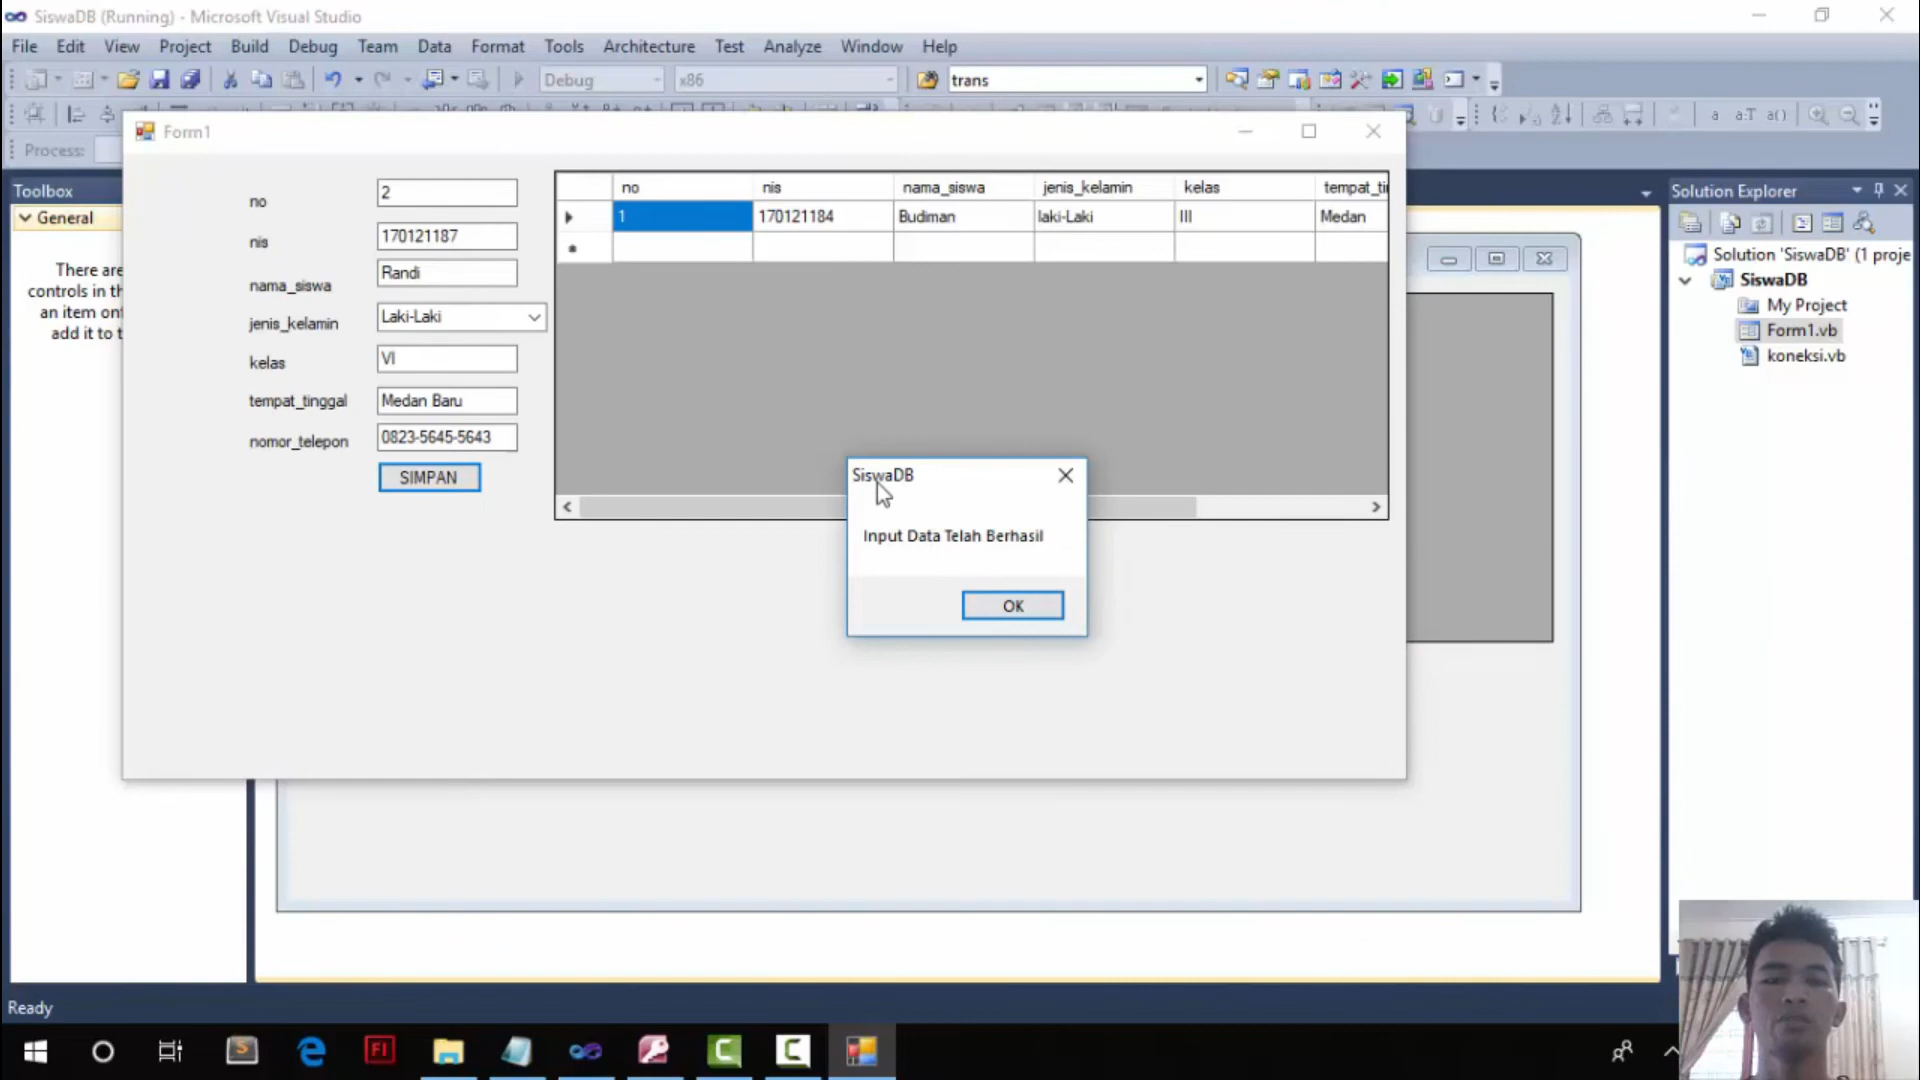 SiswaDB (Running) - Microsoft Visual Studio
File Edit View Project Build Debug Team Data Format Tools Architecture Test Analyze Window Help
Debug x86 trans
Form1
Process:
Toolbox
General
There are
controls in th
an item ont
add it to t
no 2
nis 170121187
nama_siswa Randi
jenis_kelamin Laki-Laki
kelas VI
tempat_tinggal Medan Baru
nomor_telepon 0823-5645-5643
SIMPAN
no nis nama_siswa jenis_kelamin kelas tempat_ti
1 170121184 Budiman laki-Laki III Medan
SiswaDB
Input Data Telah Berhasil
OK
Solution Explorer
Solution 'SiswaDB' (1 proje
SiswaDB
My Project
Form1.vb
koneksi.vb
Ready